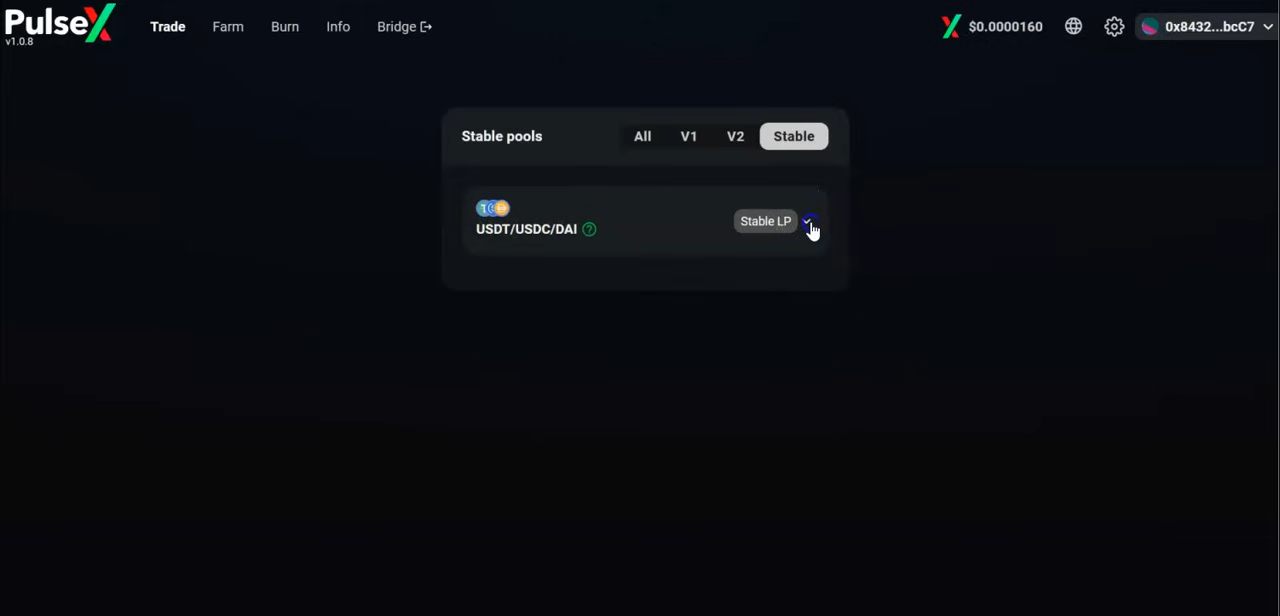 PulseX
v1.0.8
Trade Farm Burn Info Bridge $0.0000160 0x8432...bcC7
Stable pools All V1 V2 Stable
USDT/USDC/DAI ?
Stable LP